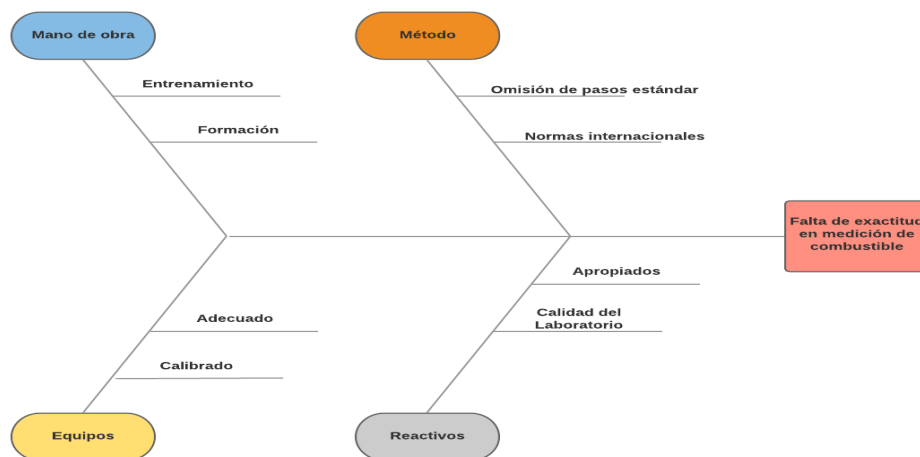 Mano de obra
Método
Entrenamiento
Omisión de pasos estándar
Formación
Normas internacionales
Falta de exactitud
en medición de
combustible
Apropiados
Calidad del
Laboratorio
Adecuado
Calibrado
Equipos
Reactivos